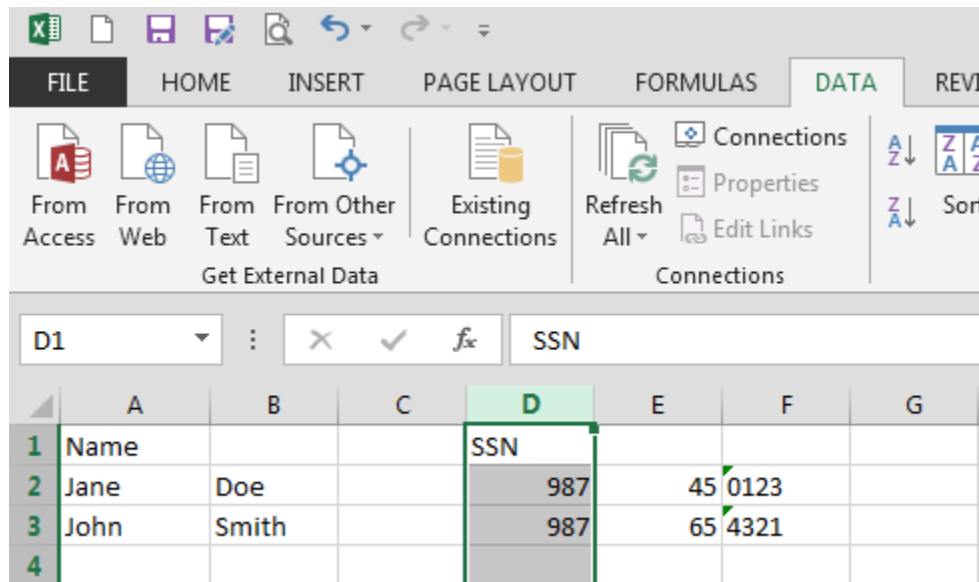 FILE HOME INSERT PAGE LAYOUT FORMULAS DATA
Connections
Properties
Edit Links
From Access
From Web
From Text
From Other Sources
Existing Connections
Refresh All
Get External Data
Connections
D1 fx SSN
A B C D E F G
1 Name SSN
2 Jane Doe 987 45 0123
3 John Smith 987 65 4321
4